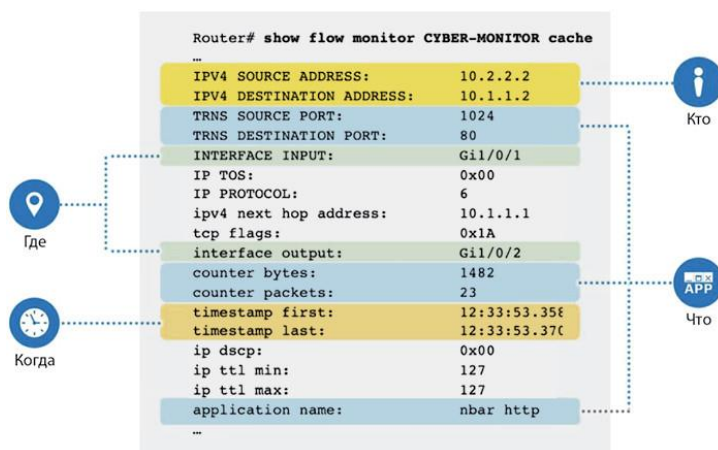 Router# show flow monitor CYBER-MONITOR cache
…
IPV4 SOURCE ADDRESS: 10.2.2.2
IPV4 DESTINATION ADDRESS: 10.1.1.2
TRNS SOURCE PORT: 1024
TRNS DESTINATION PORT: 80
INTERFACE INPUT: Gi1/0/1
IP TOS: 0x00
IP PROTOCOL: 6
ipv4 next hop address: 10.1.1.1
tcp flags: 0x1A
interface output: Gi1/0/2
counter bytes: 1482
counter packets: 23
timestamp first: 12:33:53.358
timestamp last: 12:33:53.370
ip dscp: 0x00
ip ttl min: 127
ip ttl max: 127
application name: nbar http
…
Кто
Где
APP
Что
Когда